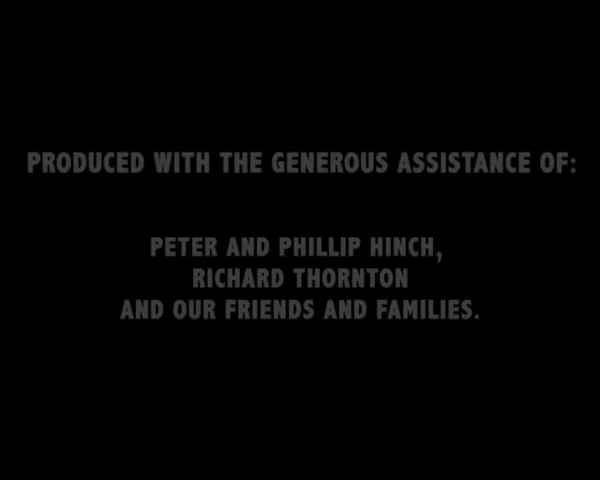 PRODUCED WITH THE GENEROUS ASSISTANCE OF:
PETER AND PHILLIP HINCH,
RICHARD THORNTON
AND OUR FRIENDS AND FAMILIES.